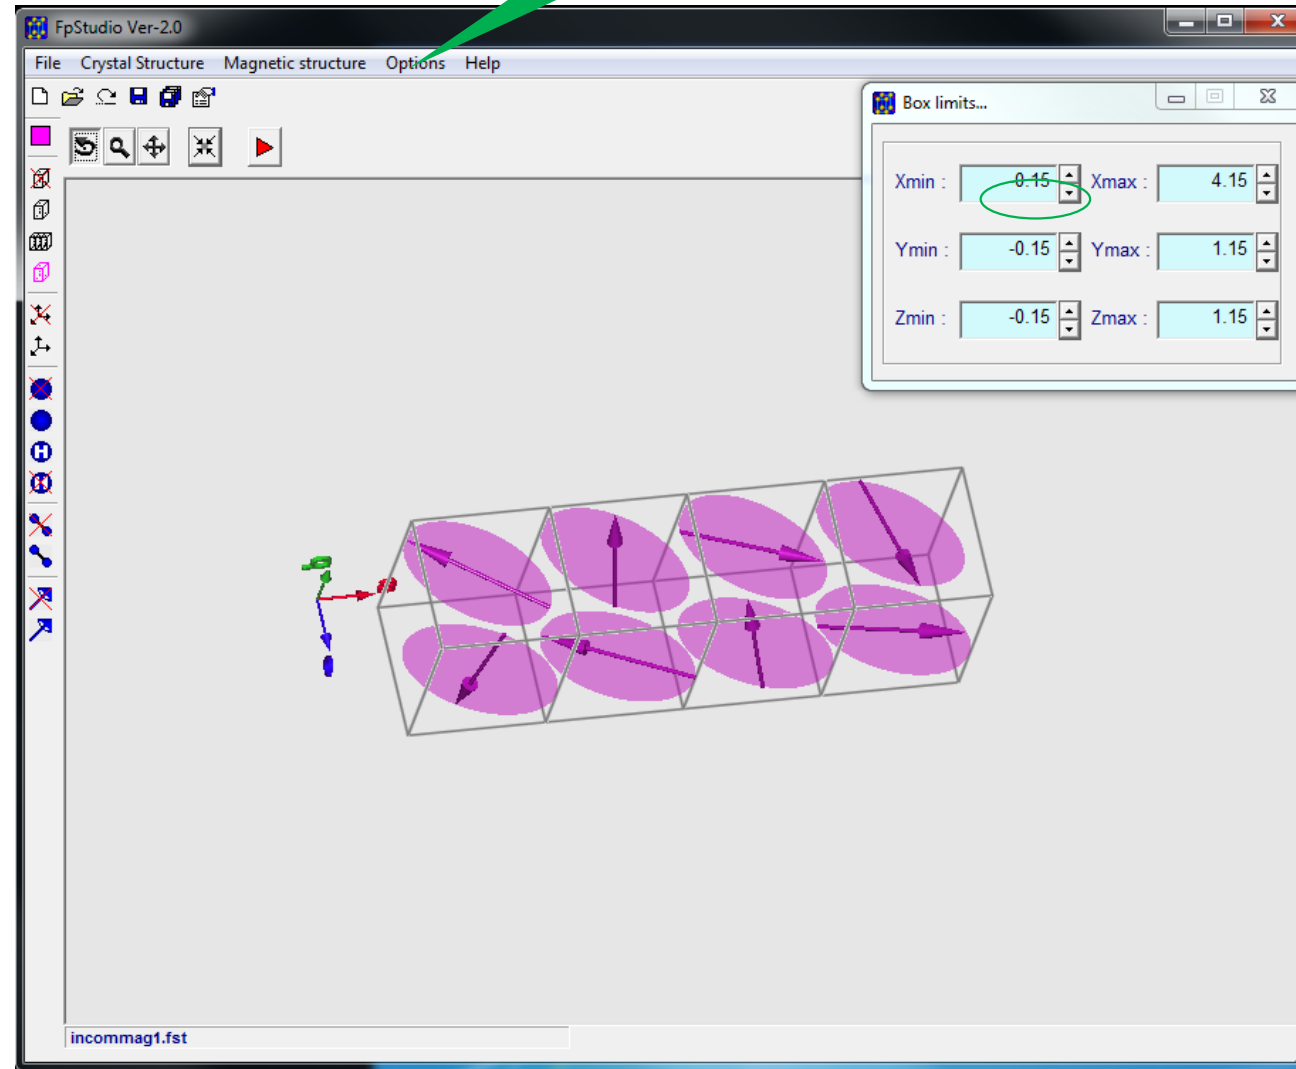 FpStudio Ver-2.0
File Crystal Structure Magnetic structure Options Help
Box limits...
Xmin : 0.15 Xmax : 4.15
Ymin : -0.15 Ymax : 1.15
Zmin : -0.15 Zmax : 1.15
incommag1.fst